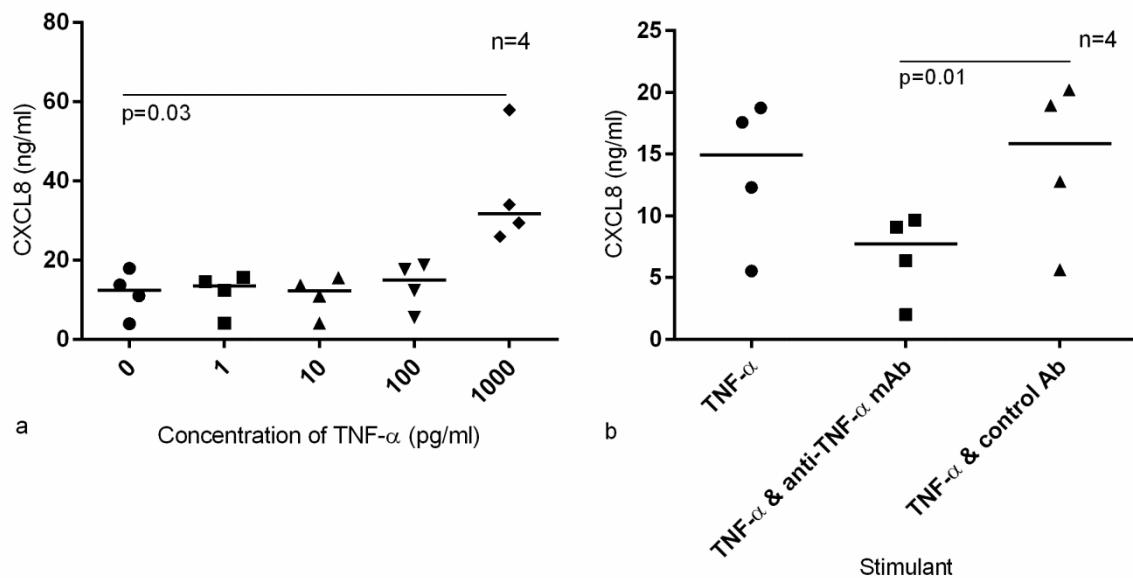 80
60
40
20
0
CXCL8 (ng/ml)
n=4
p=0.03
0
1
10
100
1000
a
Concentration of TNF-α (pg/ml)
25
20
15
10
5
0
CXCL8 (ng/ml)
n=4
p=0.01
TNF-α
TNF-α & anti-TNF-α mAb
TNF-α & control Ab
b
Stimulant